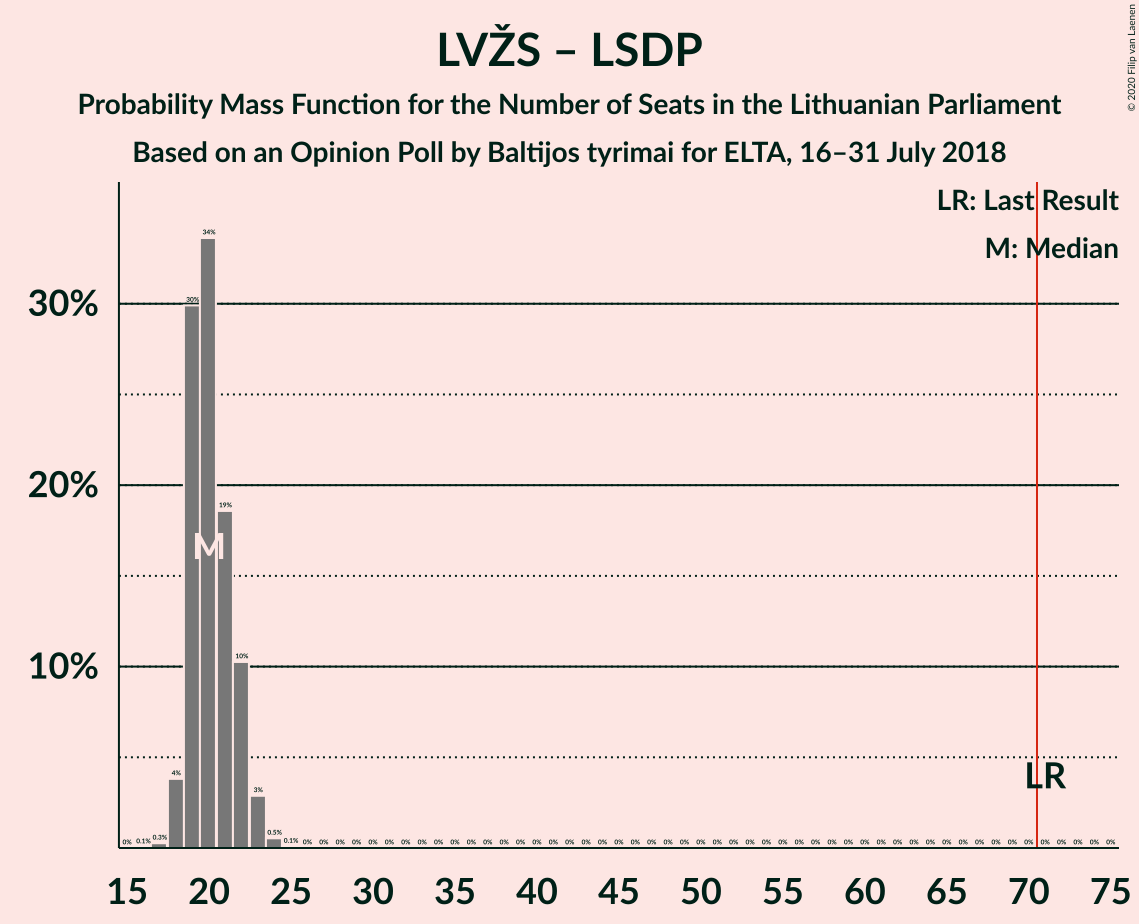 LVŽS – LSDP
Probability Mass Function for the Number of Seats in the Lithuanian Parliament
Based on an Opinion Poll by Baltijos tyrimai for ELTA, 16–31 July 2018
© 2020 Filip van Laenen
LR: Last Result
M: Median
30%
20%
10%
0% 0.1% 0.3% 4% 30% 34% 19% 10% 3% 0.5% 0.1% 0% 0% 0% 0% 0% 0% 0% 0% 0% 0% 0% 0% 0% 0% 0% 0% 0% 0% 0% 0% 0% 0% 0% 0% 0% 0% 0% 0% 0% 0% 0% 0% 0% 0% 0% 0% 0% 0% 0% 0% 0% 0% 0% 0% 0% 0% 0% 0% 0% 0%
M
LR
15 20 25 30 35 40 45 50 55 60 65 70 75